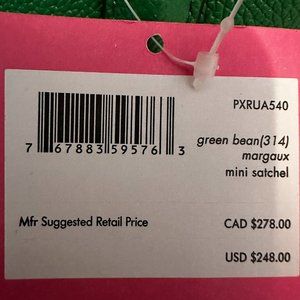 PXRUA540
7 67883 59576 3
green bean(314)
margaux
mini satchel
Mfr Suggested Retail Price
CAD $278.00
USD $248.00